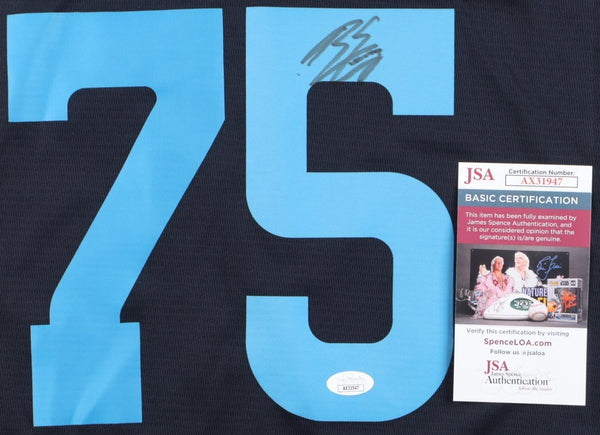 75
JSA
Certification Number:
AX31947
BASIC CERTIFICATION
This item has been fully examined by
James Spence Authentication, and
it is our considered opinion that the
signature(s) is/are genuine.
Verify this certification by visiting
SpenceLOA.com
Follow us @jsaloa
JSA
James Spence
Authentication
AX31947